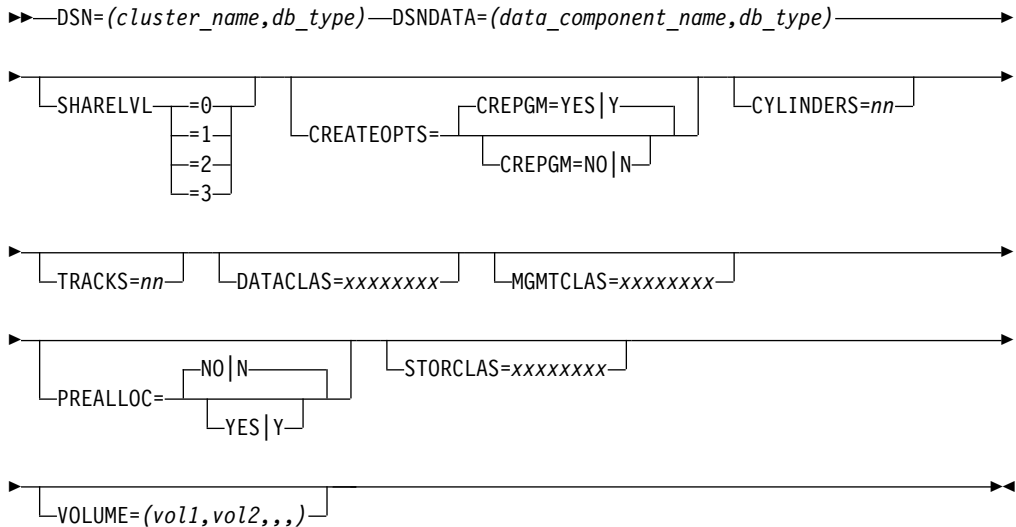 DSN=(cluster_name,db_type) DSNDATA=(data_component_name,db_type)
SHARELVL =0 CREATEOPTS= CREPGM=YES|Y CYLINDERS=nn
=1 CREPGM=NO|N
=2
=3
TRACKS=nn DATACLAS=xxxxxxxx MGMTCLAS=xxxxxxxx
PREALLOC= NO|N STORCLAS=xxxxxxxx
YES|Y
VOLUME=(vol1,vol2,,,)